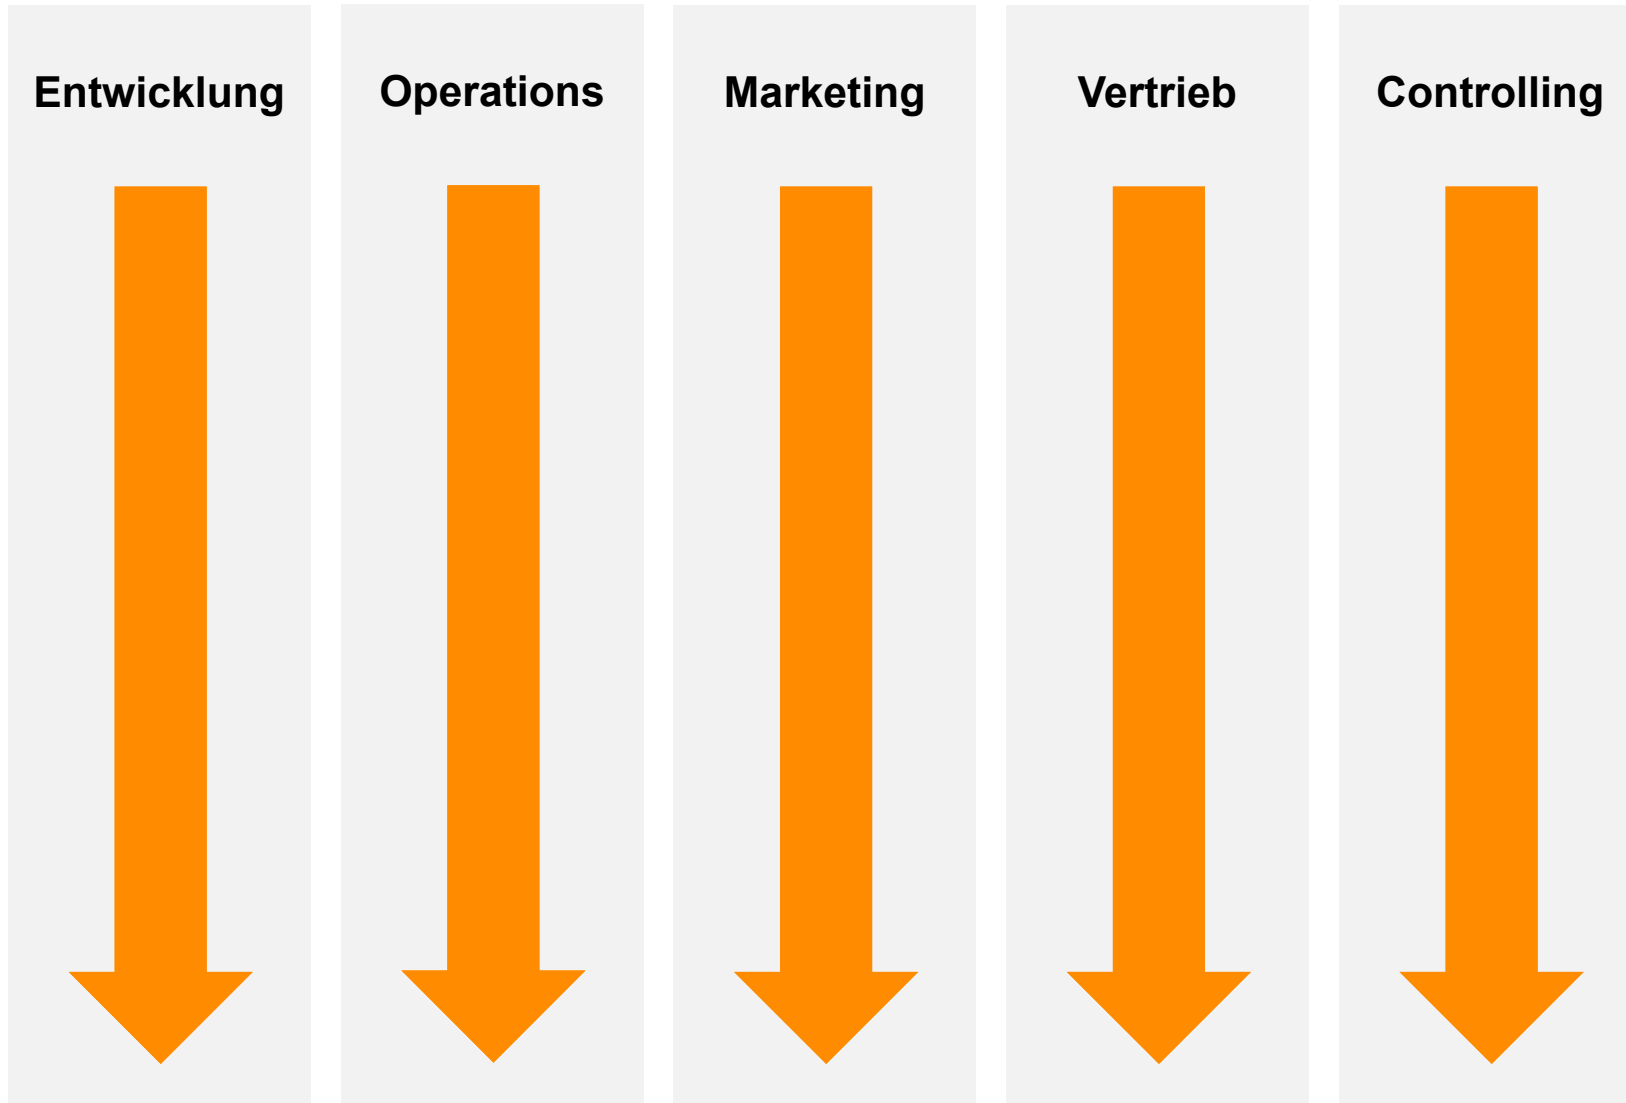 Entwicklung
Operations
Marketing
Vertrieb
Controlling